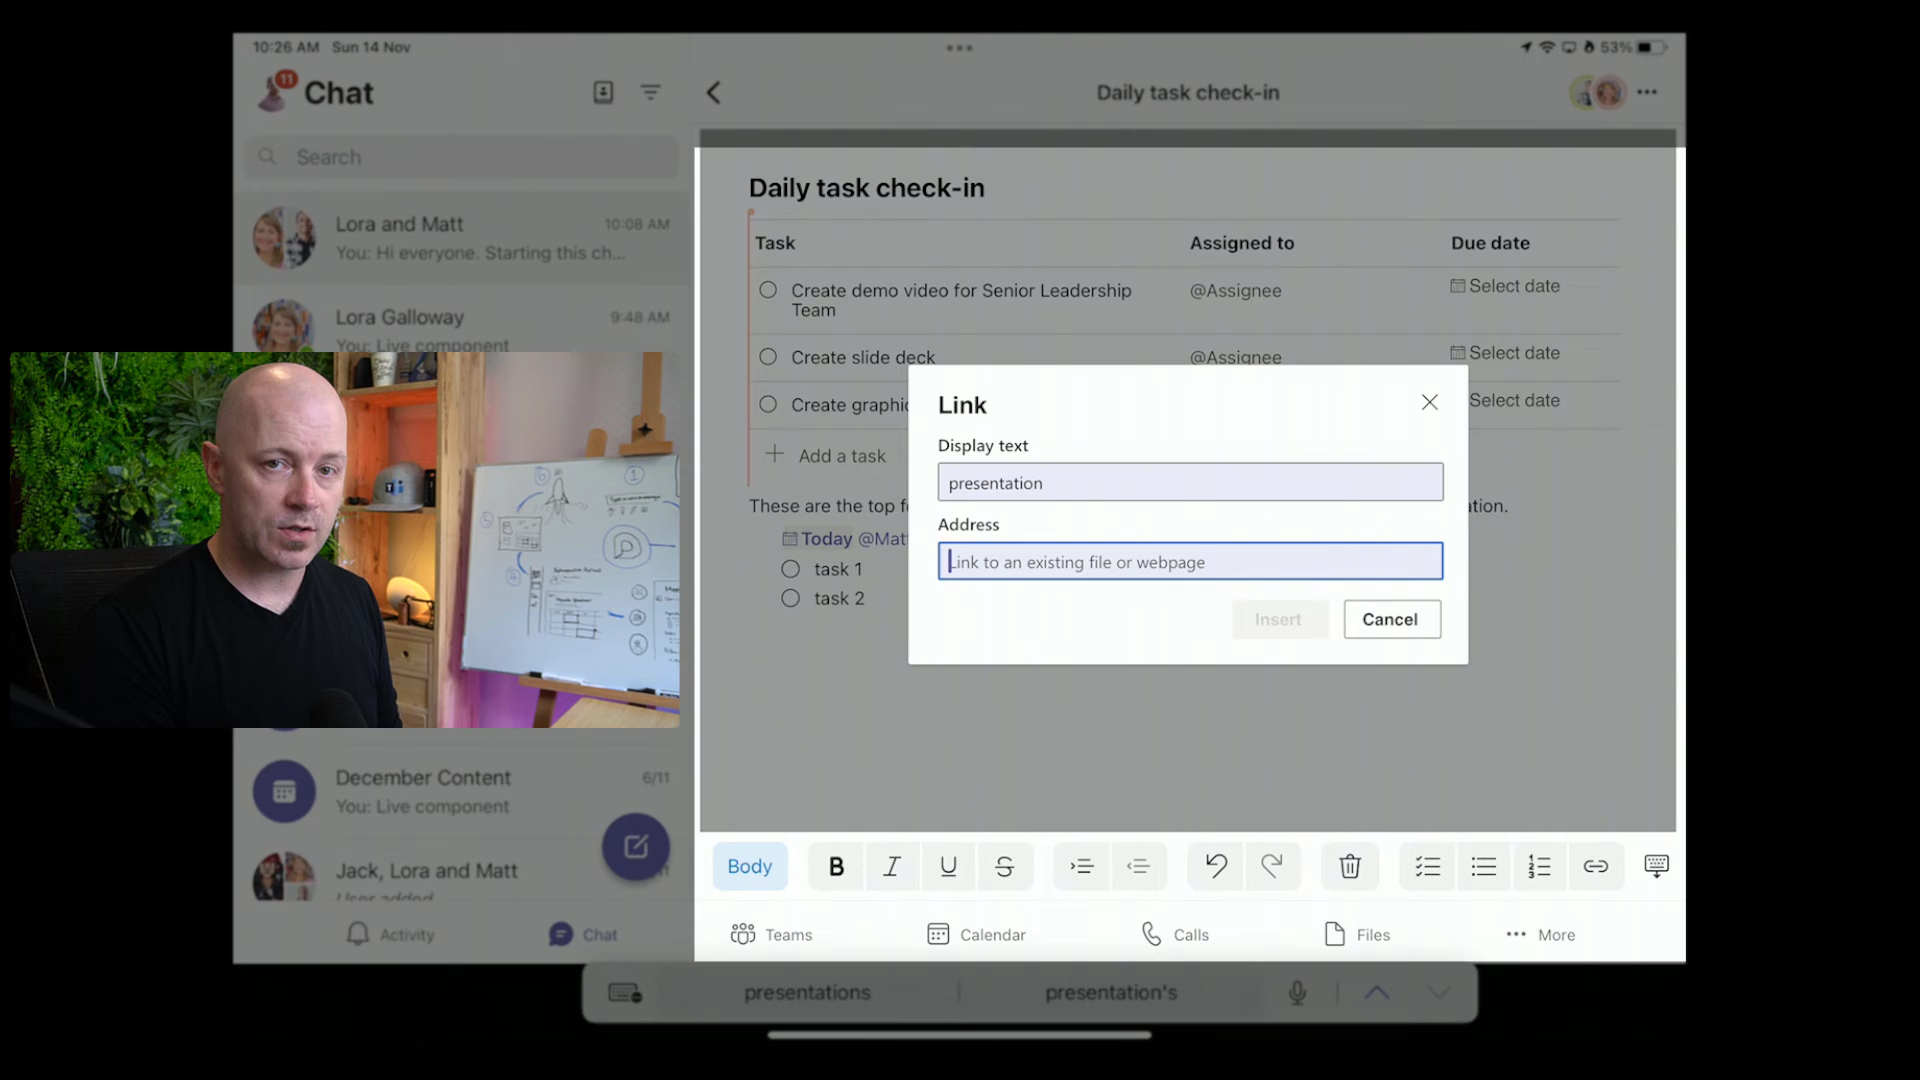 10:26 AM Sun 14 Nov
53%
11
Chat
Search
Lora and Matt
10:08 AM
You: Hi everyone. Starting this ch...
Lora Galloway
9:48 AM
You: Live component
December Content
6/11
You: Live component
Jack, Lora and Matt
User added
Activity
Chat
Daily task check-in
Daily task check-in
Task
Assigned to
Due date
Create demo video for Senior Leadership
Team
@Assignee
Select date
Create slide deck
@Assignee
Select date
Create graphic
Select date
Add a task
These are the top
Today @Mat
task 1
task 2
Link
Display text
presentation
Address
Link to an existing file or webpage
Insert
Cancel
Body
B
I
U
S
Teams
Calendar
Calls
Files
More
presentations
presentation's